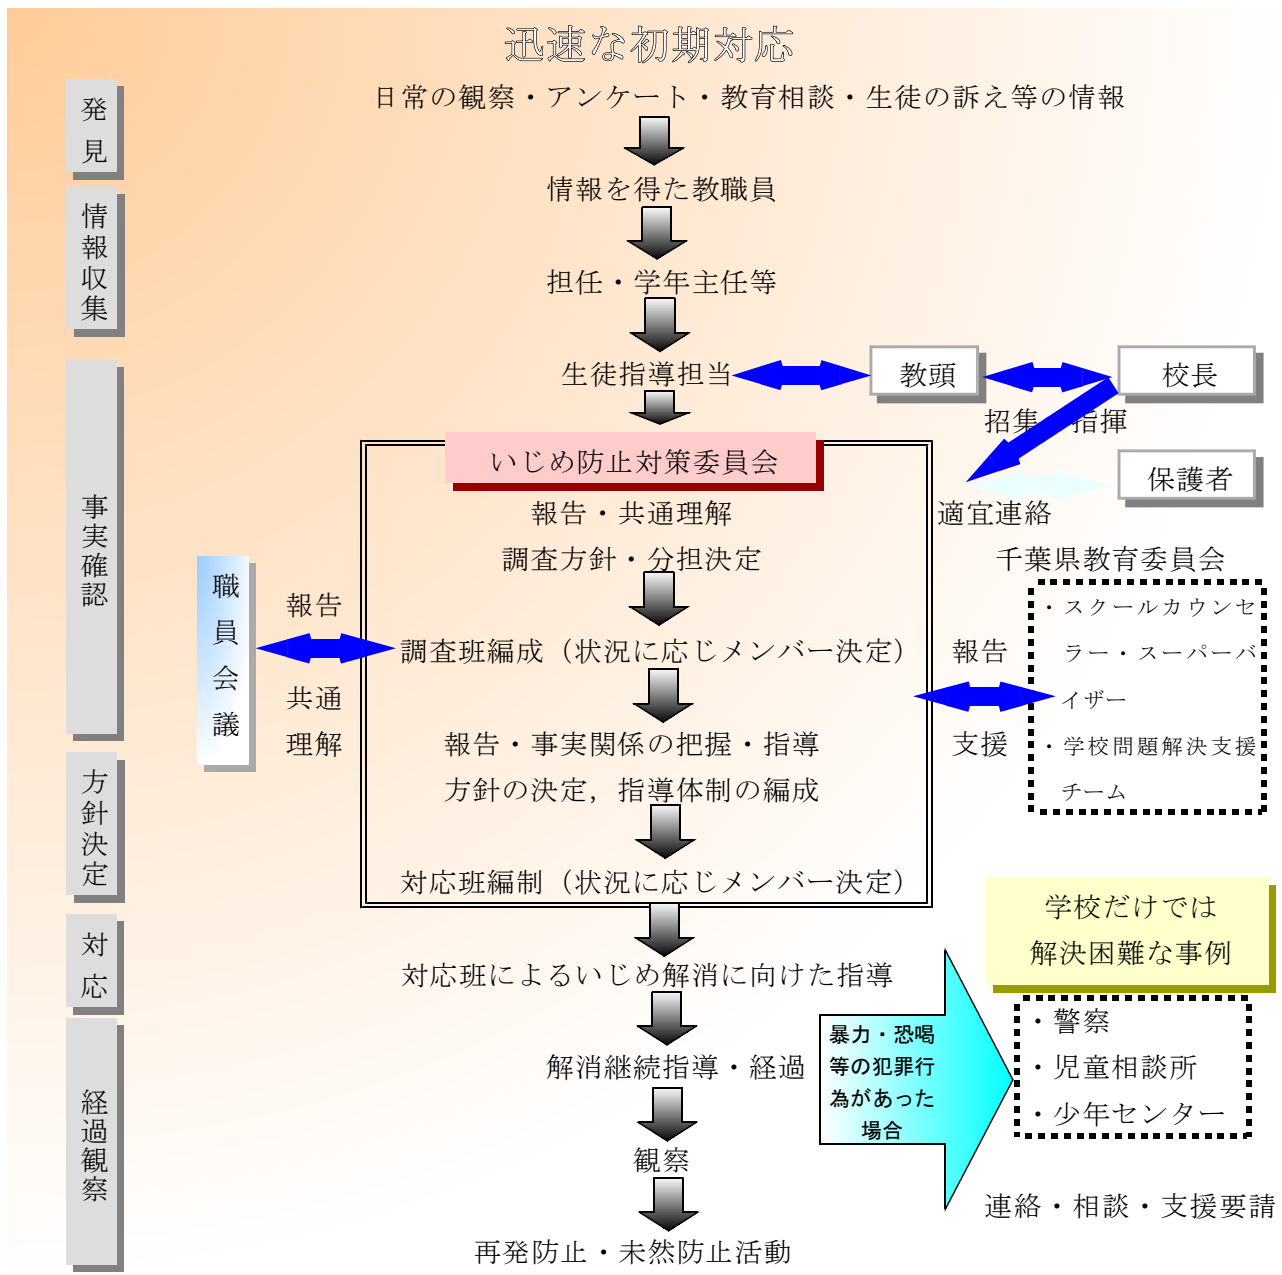 迅速な初期対応
発見
日常の観察・アンケート・教育相談・生徒の訴え等の情報
情報収集
情報を得た教職員
担任・学年主任等
事実確認
生徒指導担当
教頭
校長
招集
指揮
いじめ防止対策委員会
保護者
適宜連絡
報告・共通理解
調査方針・分担決定
千葉県教育委員会
・スクールカウンセ
ラー・スーパーバ
イザー
・学校問題解決支援
チーム
職員会議
報告
共通
理解
調査班編成（状況に応じメンバー決定）
報告
支援
報告・事実関係の把握・指導
方針の決定，指導体制の編成
方針決定
対応班編制（状況に応じメンバー決定）
学校だけでは
解決困難な事例
対応
対応班によるいじめ解消に向けた指導
・警察
・児童相談所
・少年センター
暴力・恐喝
等の犯罪行
為があった
場合
経過観察
解消継続指導・経過
観察
連絡・相談・支援要請
再発防止・未然防止活動